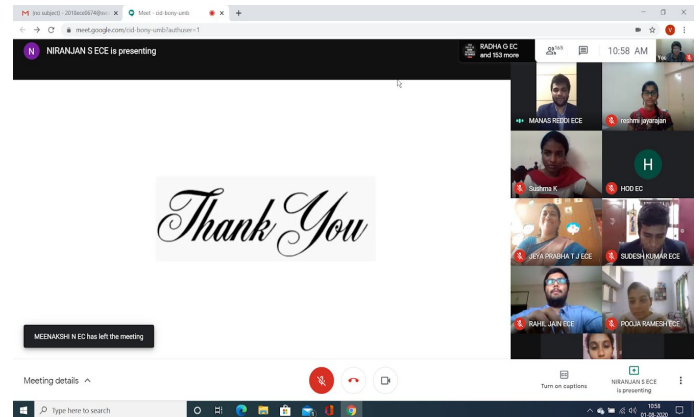 (no subject) - 2018ece0674@sv
Meet - cid-bony-umb
meet.google.com/cid-bony-umb?authuser=1
N
NIRANJAN S ECE is presenting
RADHA G EC
and 153 more
165
10:58 AM
You
MANAS REDDI ECE
reshmi jayarajan
Sushma K
H
HOD EC
JEYA PRABHA T J ECE
SUDESH KUMAR ECE
RAHIL JAIN ECE
POOJA RAMESH ECE
Thank You
MEENAKSHI N EC has left the meeting
Meeting details
Turn on captions
NIRANJAN S ECE
is presenting
Type here to search
10:58
01-08-2020